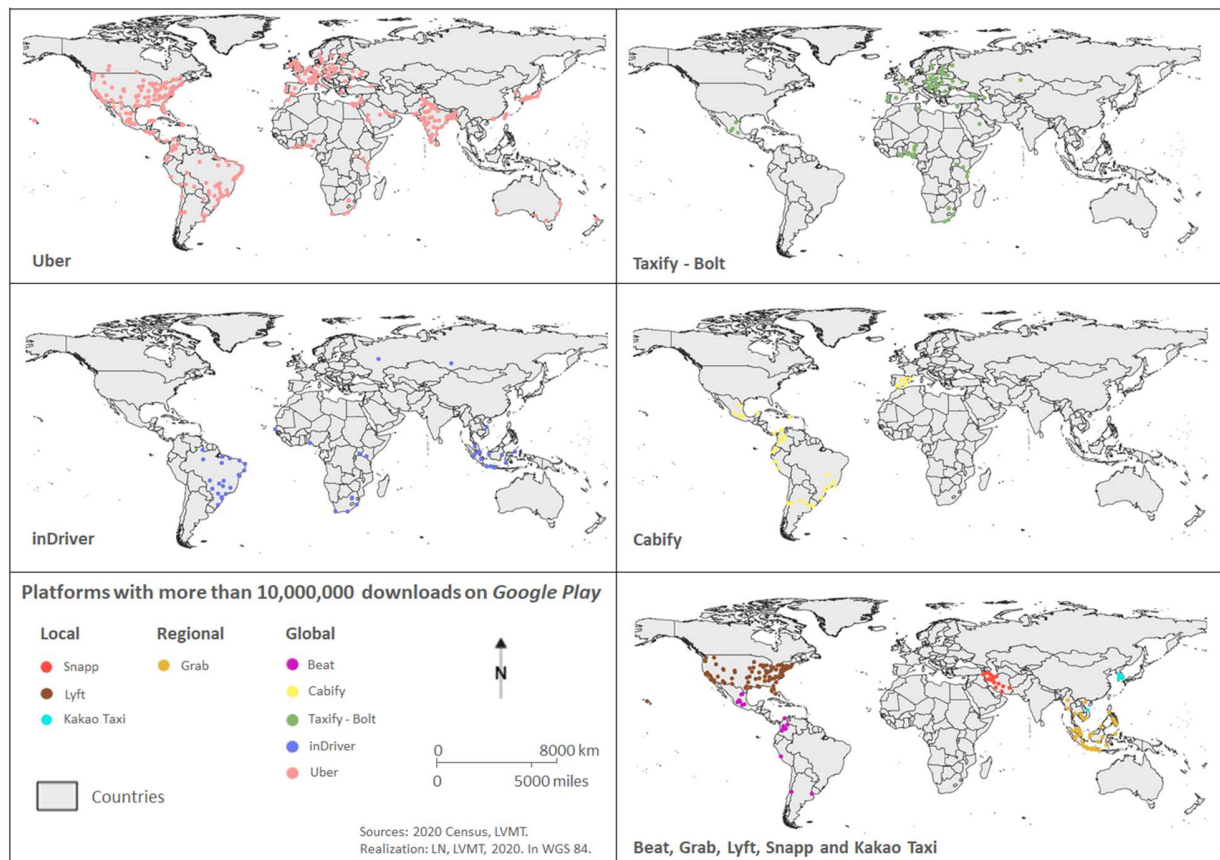 Uber
Taxify - Bolt
inDriver
Cabify
Platforms with more than 10,000,000 downloads on Google Play
Local
Regional
Global
Snapp
Grab
Beat
Lyft
Cabify
Kakao Taxi
Taxify - Bolt
inDriver
Uber
N
0
8000 km
0
5000 miles
Countries
Sources: 2020 Census, LVMT.
Realization: LN, LVMT, 2020. In WGS 84.
Beat, Grab, Lyft, Snapp and Kakao Taxi